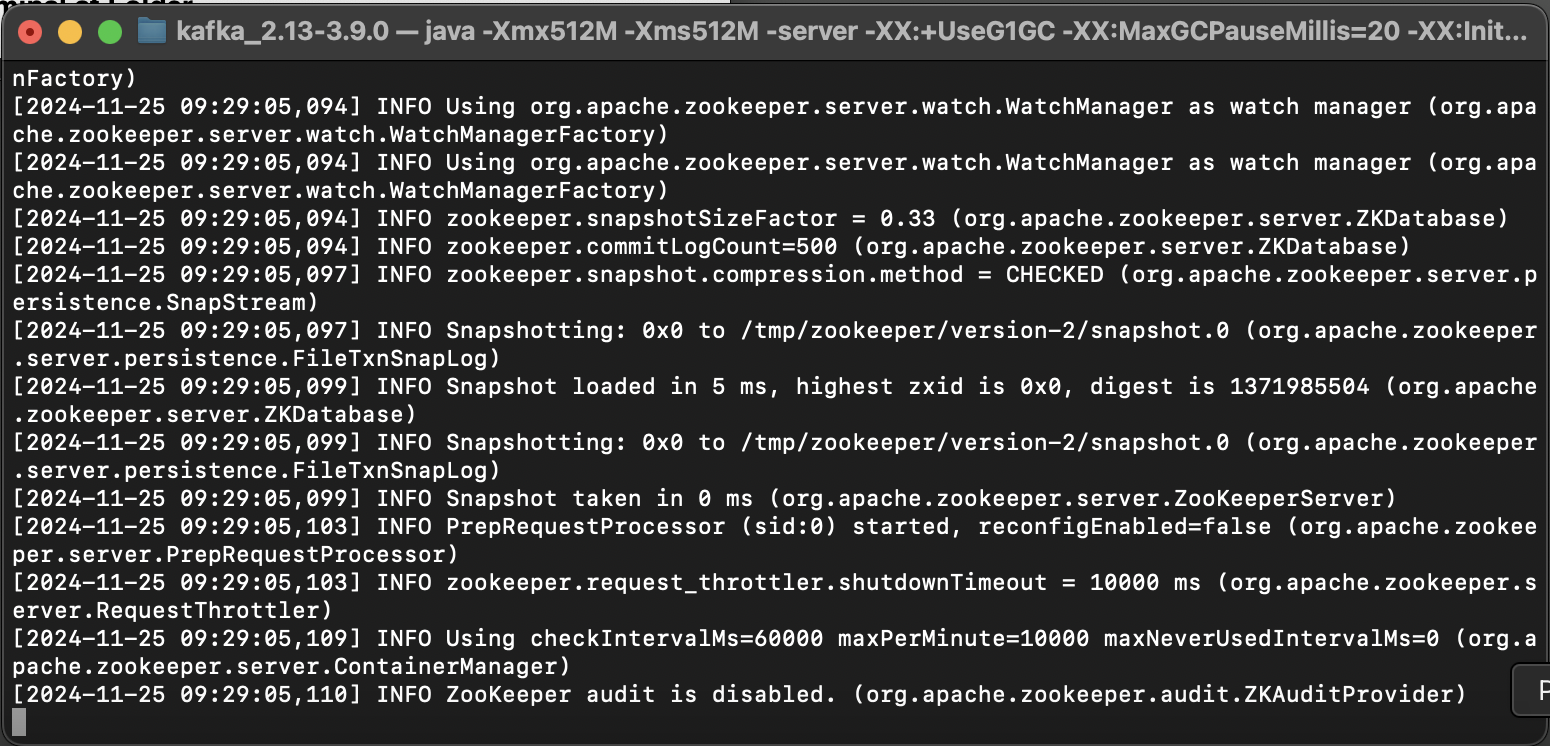 kafka_2.13-3.9.0 — java -Xmx512M -Xms512M -server -XX:+UseG1GC -XX:MaxGCPauseMillis=20 -XX:Init...
nFactory)
[2024-11-25 09:29:05,094] INFO Using org.apache.zookeeper.server.watch.WatchManager as watch manager (org.apa
che.zookeeper.server.watch.WatchManagerFactory)
[2024-11-25 09:29:05,094] INFO Using org.apache.zookeeper.server.watch.WatchManager as watch manager (org.apa
che.zookeeper.server.watch.WatchManagerFactory)
[2024-11-25 09:29:05,094] INFO zookeeper.snapshotSizeFactor = 0.33 (org.apache.zookeeper.server.ZKDatabase)
[2024-11-25 09:29:05,094] INFO zookeeper.commitLogCount=500 (org.apache.zookeeper.server.ZKDatabase)
[2024-11-25 09:29:05,097] INFO zookeeper.snapshot.compression.method = CHECKED (org.apache.zookeeper.server.p
ersistence.SnapStream)
[2024-11-25 09:29:05,097] INFO Snapshotting: 0x0 to /tmp/zookeeper/version-2/snapshot.0 (org.apache.zookeeper
.server.persistence.FileTxnSnapLog)
[2024-11-25 09:29:05,099] INFO Snapshot loaded in 5 ms, highest zxid is 0x0, digest is 1371985504 (org.apache
.zookeeper.server.ZKDatabase)
[2024-11-25 09:29:05,099] INFO Snapshotting: 0x0 to /tmp/zookeeper/version-2/snapshot.0 (org.apache.zookeeper
.server.persistence.FileTxnSnapLog)
[2024-11-25 09:29:05,099] INFO Snapshot taken in 0 ms (org.apache.zookeeper.server.ZooKeeperServer)
[2024-11-25 09:29:05,103] INFO PrepRequestProcessor (sid:0) started, reconfigEnabled=false (org.apache.zookee
per.server.PrepRequestProcessor)
[2024-11-25 09:29:05,103] INFO zookeeper.request_throttler.shutdownTimeout = 10000 ms (org.apache.zookeeper.s
erver.RequestThrottler)
[2024-11-25 09:29:05,109] INFO Using checkIntervalMs=60000 maxPerMinute=10000 maxNeverUsedIntervalMs=0 (org.a
pache.zookeeper.server.ContainerManager)
[2024-11-25 09:29:05,110] INFO ZooKeeper audit is disabled. (org.apache.zookeeper.audit.ZKAuditProvider)